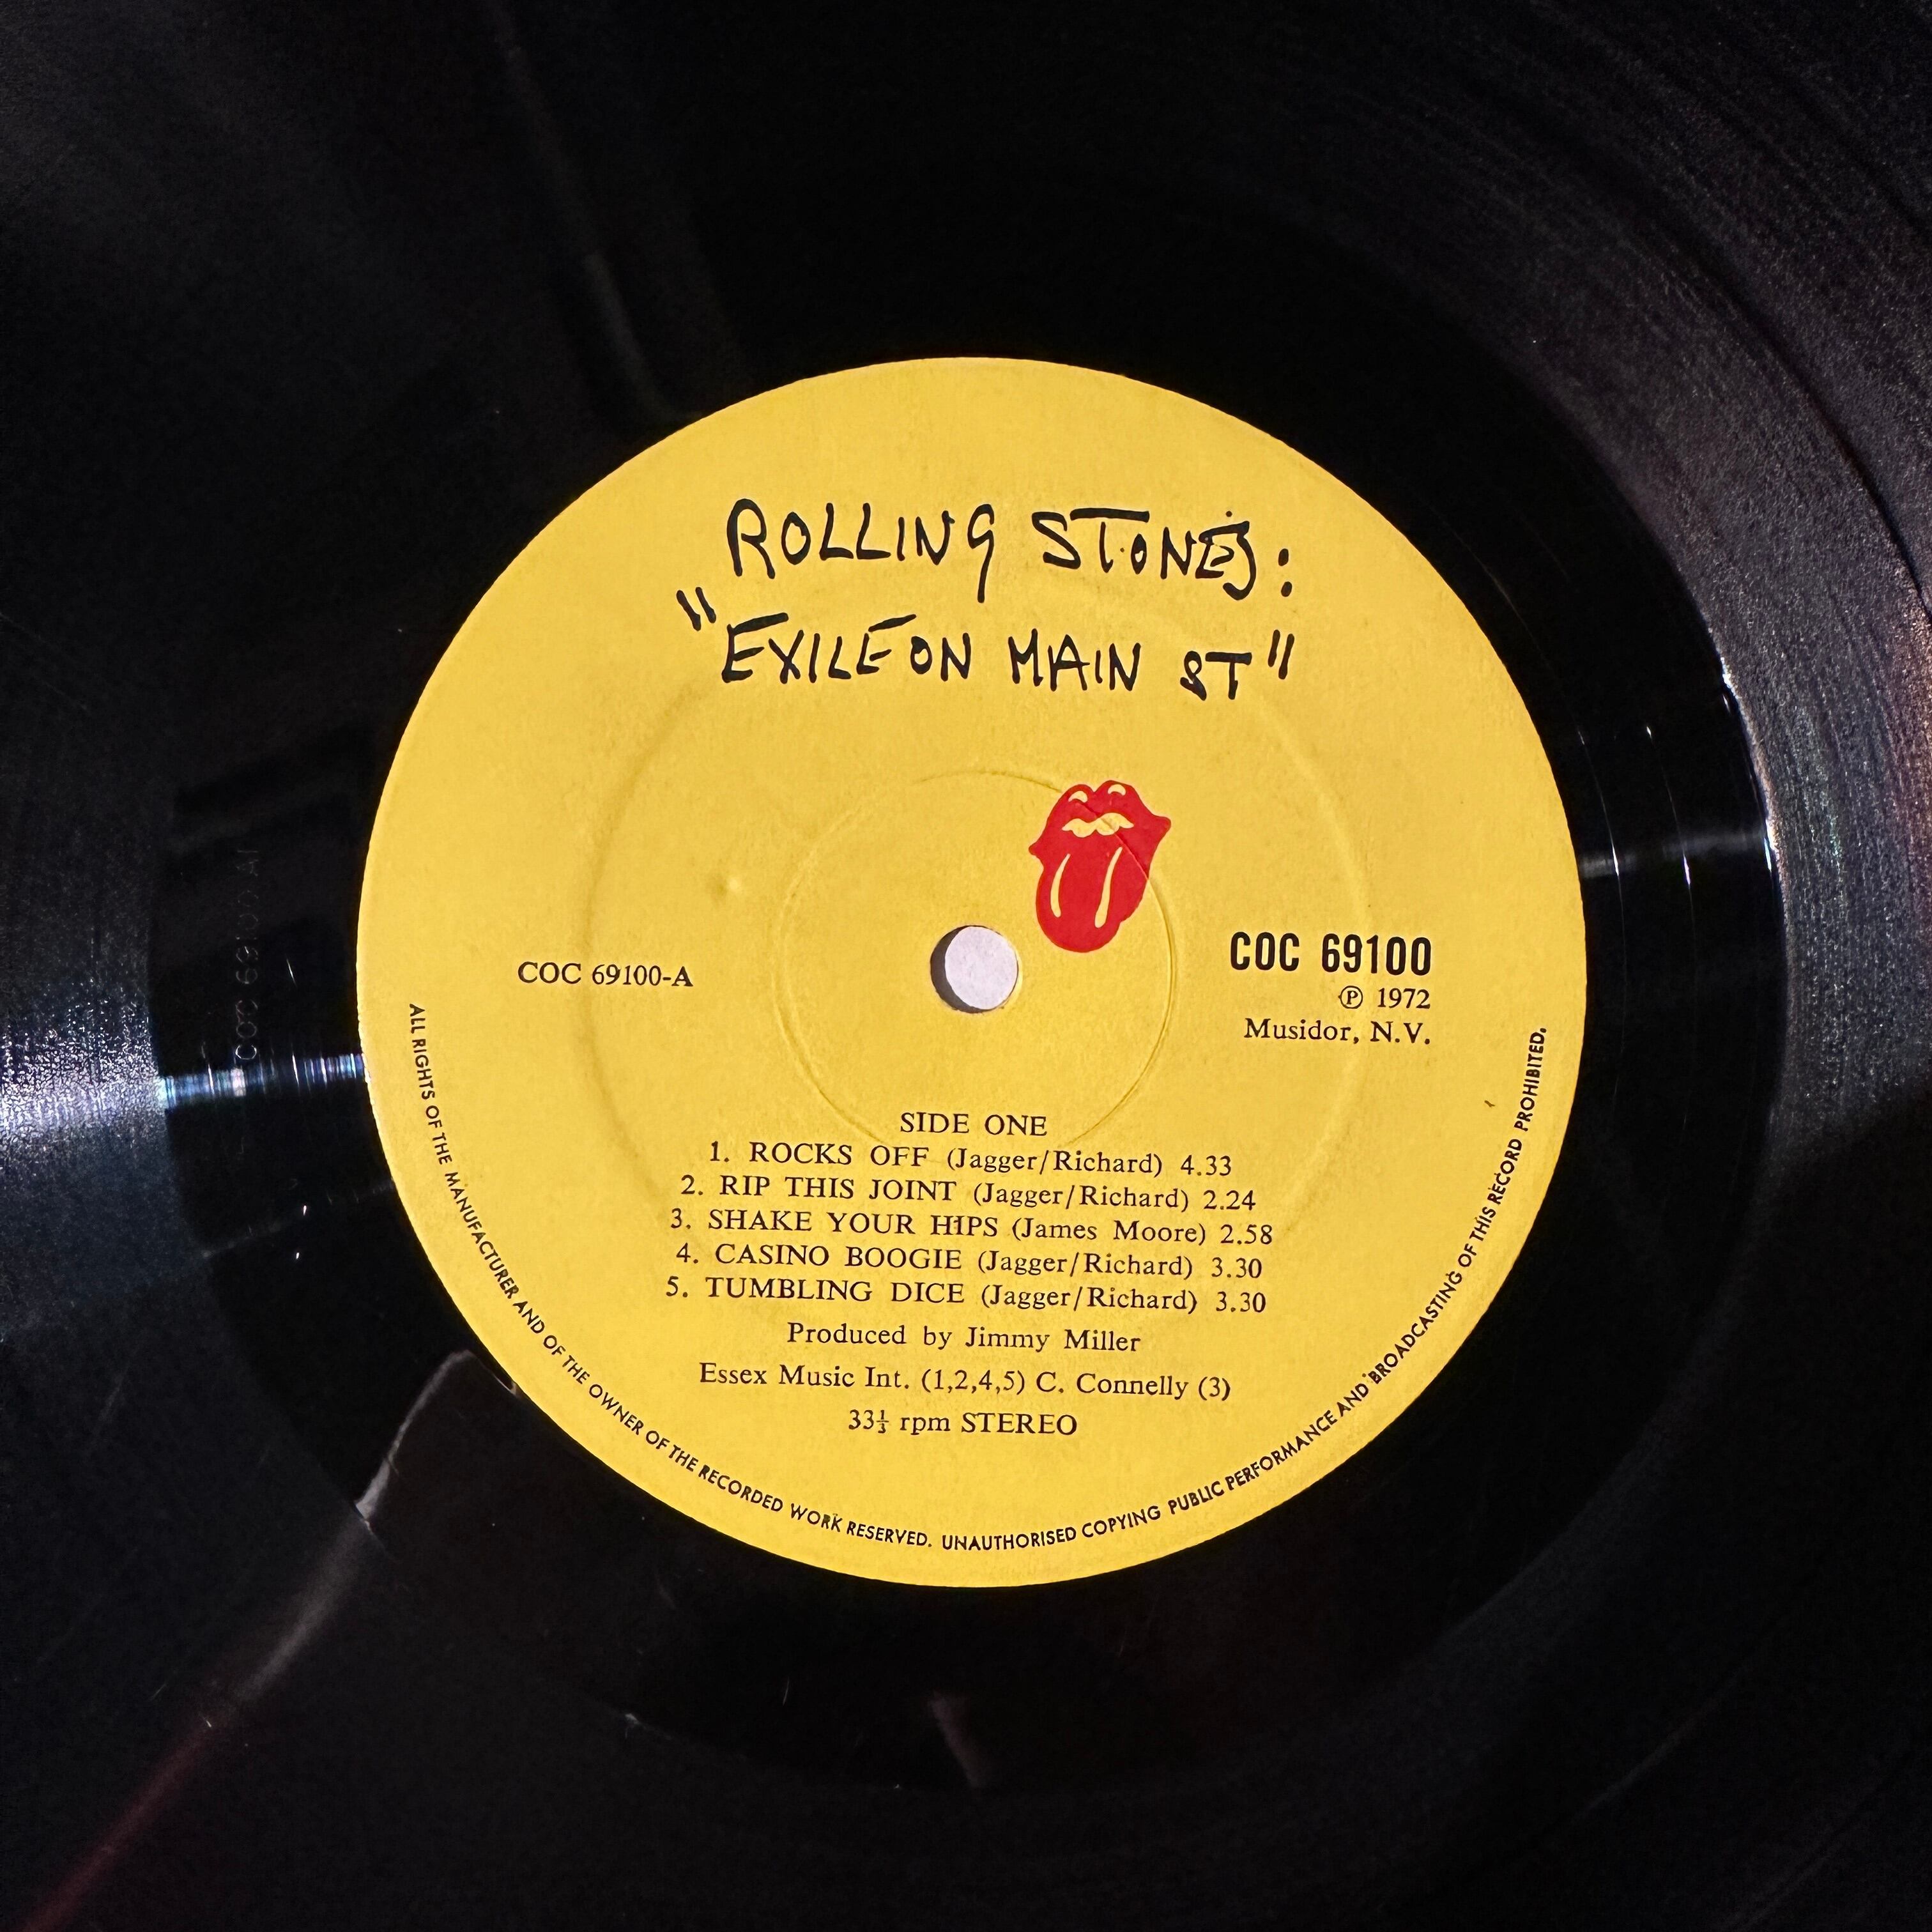 ROLLING STONES:
"EXILE ON MAIN ST"
COC 69100-A
COC 69100
℗ 1972
Musidor, N.V.
SIDE ONE
1. ROCKS OFF (Jagger/Richard) 4.33
2. RIP THIS JOINT (Jagger/Richard) 2.24
3. SHAKE YOUR HIPS (James Moore) 2.58
4. CASINO BOOGIE (Jagger/Richard) 3.30
5. TUMBLING DICE (Jagger/Richard) 3.30
Produced by Jimmy Miller
Essex Music Int. (1,2,4,5) C. Connelly (3)
33⅓ rpm STEREO
ALL RIGHTS OF THE MANUFACTURER AND OF THE OWNER OF THE RECORDED WORK RESERVED. UNAUTHORISED COPYING PUBLIC PERFORMANCE AND BROADCASTING OF THIS RECORD PROHIBITED.
COC 69100 A